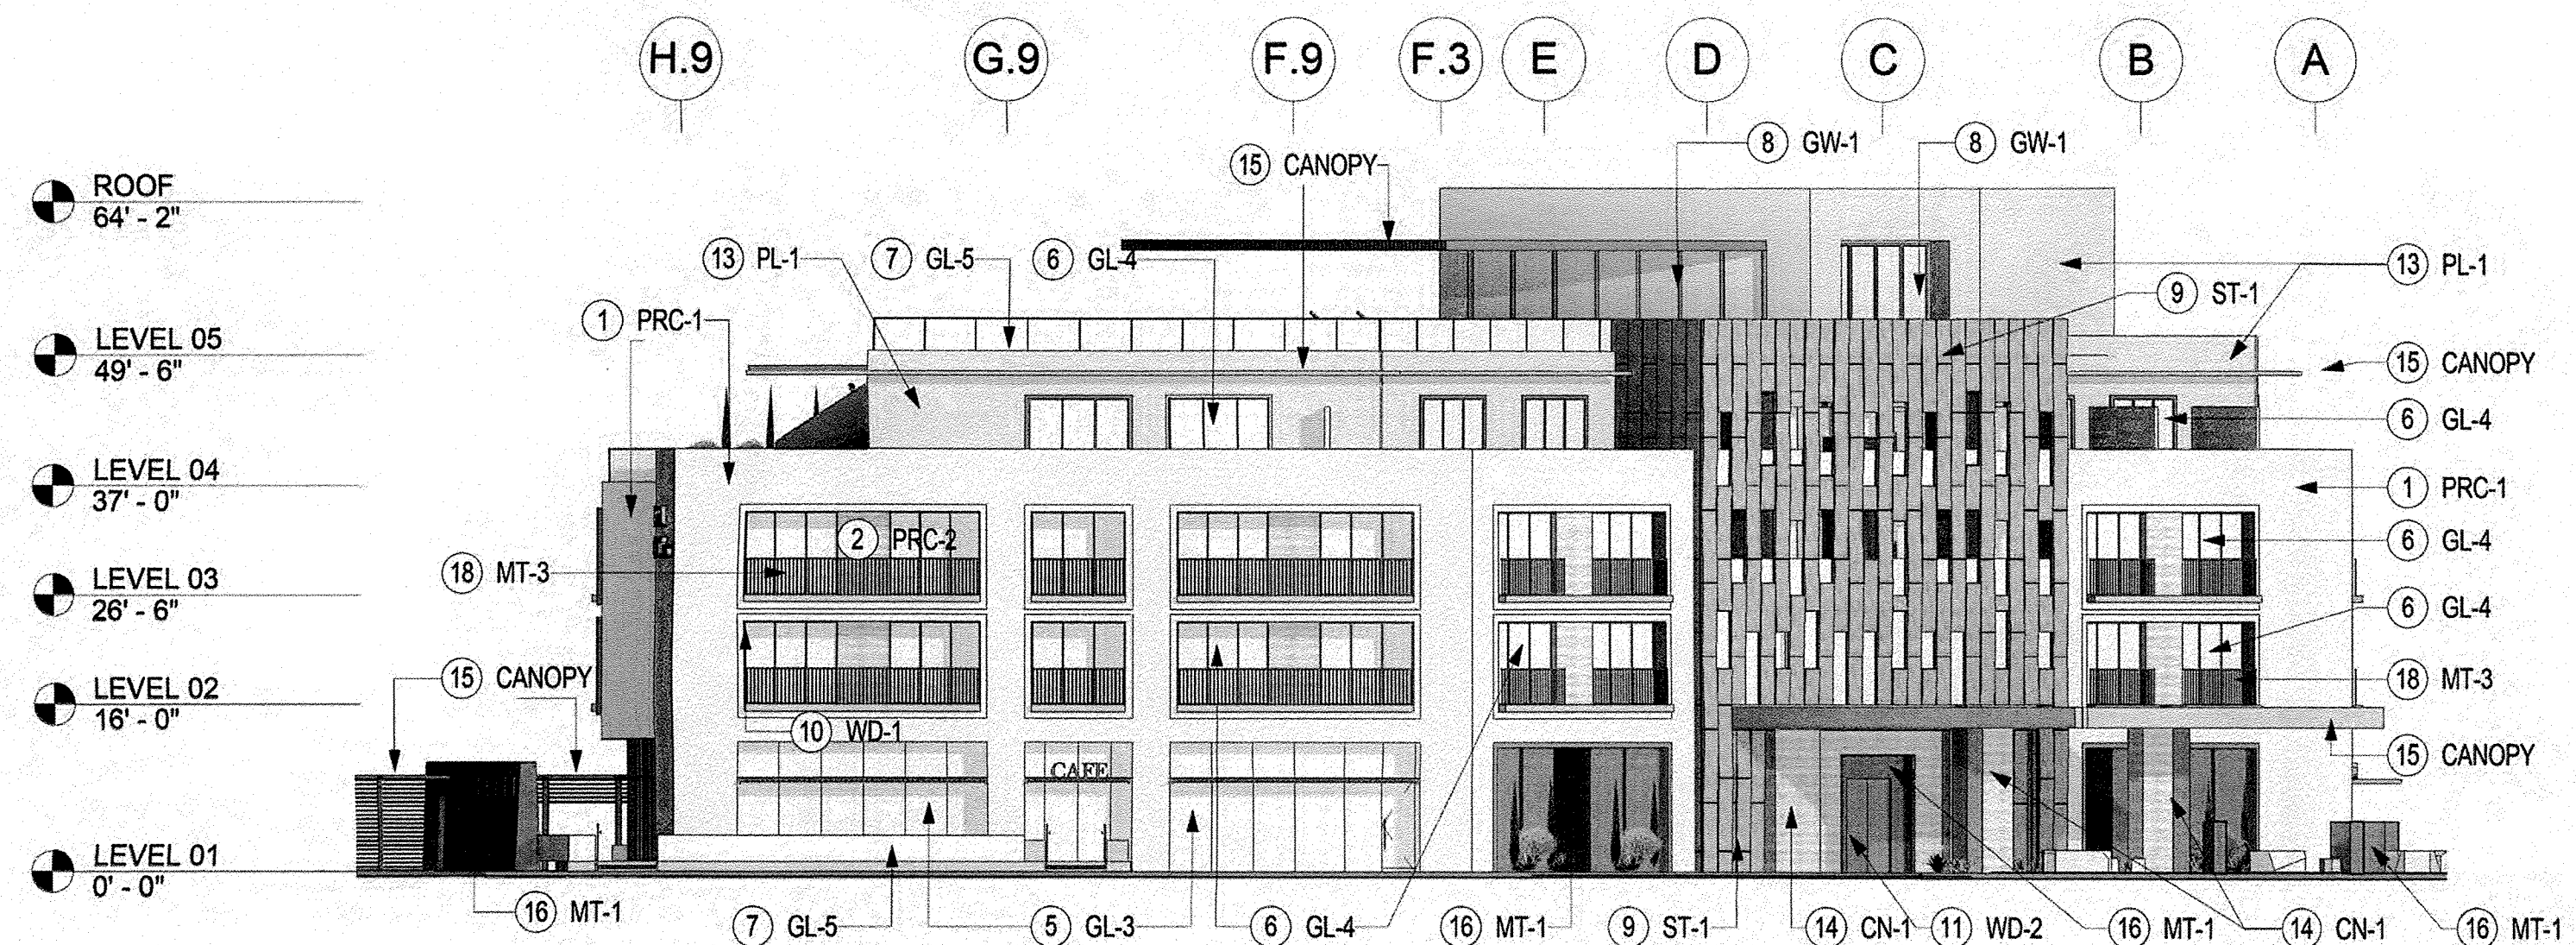 H.9 G.9 F.9 F.3 E D C B A
8 GW-1 8 GW-1
15 CANOPY
ROOF
64' - 2"
13 PL-1 7 GL-5 6 GL-4
13 PL-1
9 ST-1
1 PRC-1
LEVEL 05
49' - 6"
15 CANOPY
6 GL-4
LEVEL 04
37' - 0"
1 PRC-1
2 PRC-2
6 GL-4
18 MT-3
LEVEL 03
26' - 6"
6 GL-4
15 CANOPY
18 MT-3
LEVEL 02
16' - 0"
10 WD-1
15 CANOPY
CAFE
LEVEL 01
0' - 0"
16 MT-1
7 GL-5 5 GL-3 6 GL-4 16 MT-1 9 ST-1 14 CN-1 11 WD-2 16 MT-1 14 CN-1 16 MT-1